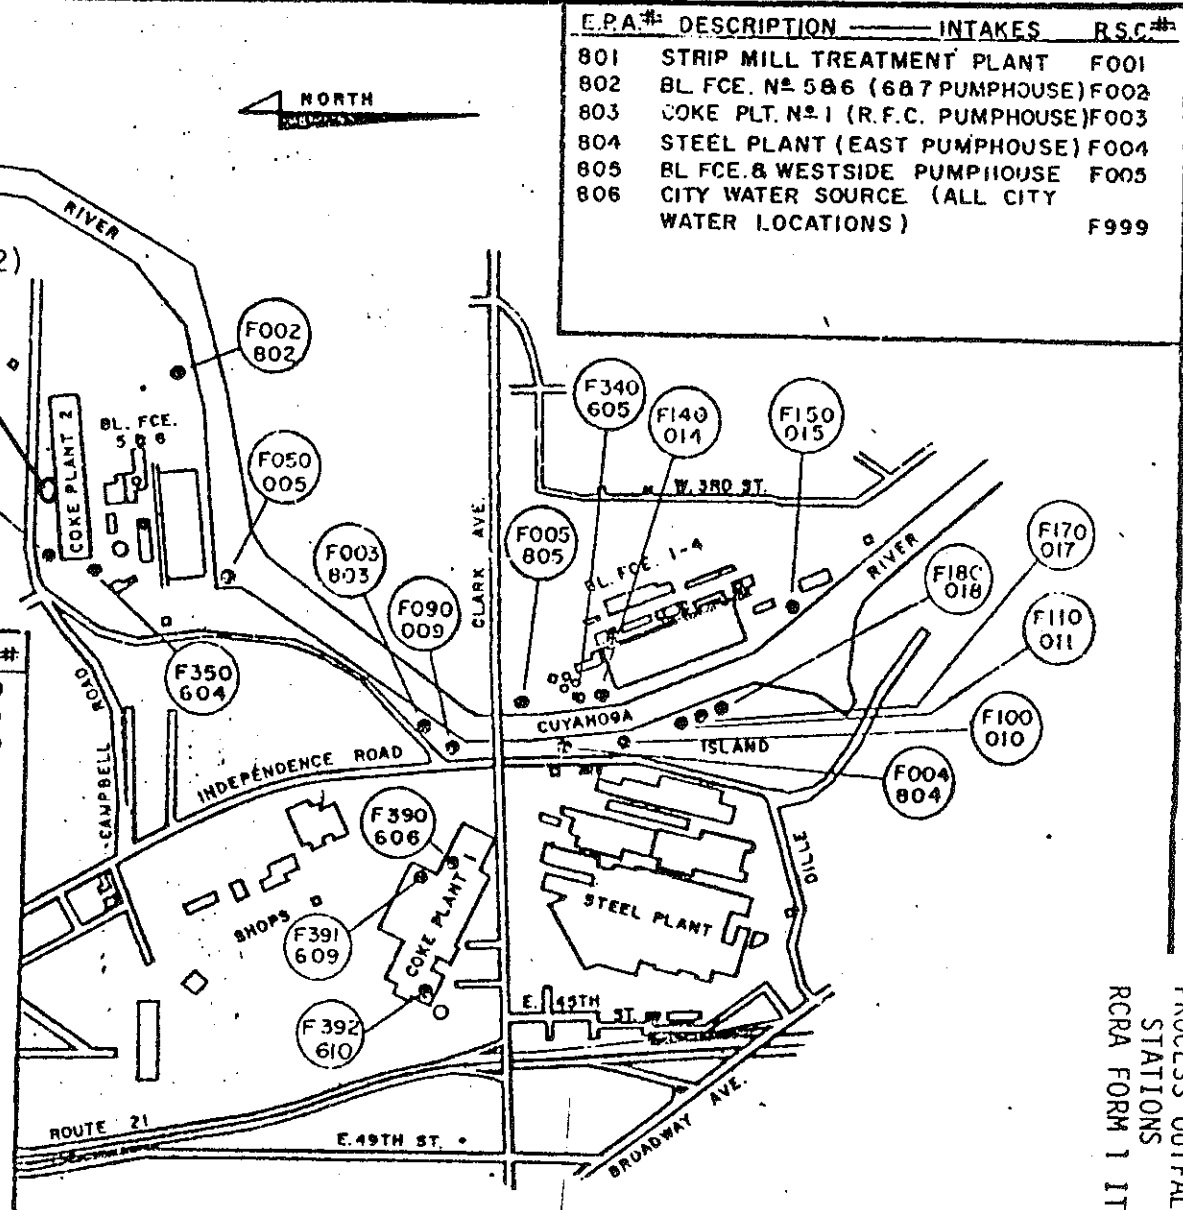 E.P.A.# DESCRIPTION —— INTAKES R.S.C.#
801 STRIP MILL TREATMENT PLANT F001
802 BL. FCE. Nº 5&6 (6&7 PUMPHOUSE) F002
803 COKE PLT. Nº 1 (R.F.C. PUMPHOUSE) F003
804 STEEL PLANT (EAST PUMPHOUSE) F004
805 BL FCE. & WESTSIDE PUMPHOUSE F005
806 CITY WATER SOURCE (ALL CITY
WATER LOCATIONS) F999
NORTH
RIVER
2)
F002
802
COKE PLANT 2
BL. FCE.
5 & 6
F050
005
F003
803
F090
009
CLARK AVE.
F340
605
F140
014
F150
015
W. 3RD ST.
F005
805
BL. FCE. 1-4
RIVER
F170
017
F180
018
F110
011
F100
010
F004
804
CUYAHOGA
ISLAND
F350
604
#
CAMPBELL ROAD
INDEPENDENCE ROAD
F390
606
F391
609
COKE PLANT 1
F392
610
SHOPS
STEEL PLANT
DILLE
E. 45TH ST.
ROUTE 21
E. 49TH ST.
BROADWAY AVE.
STATIONS
RCRA FORM 1